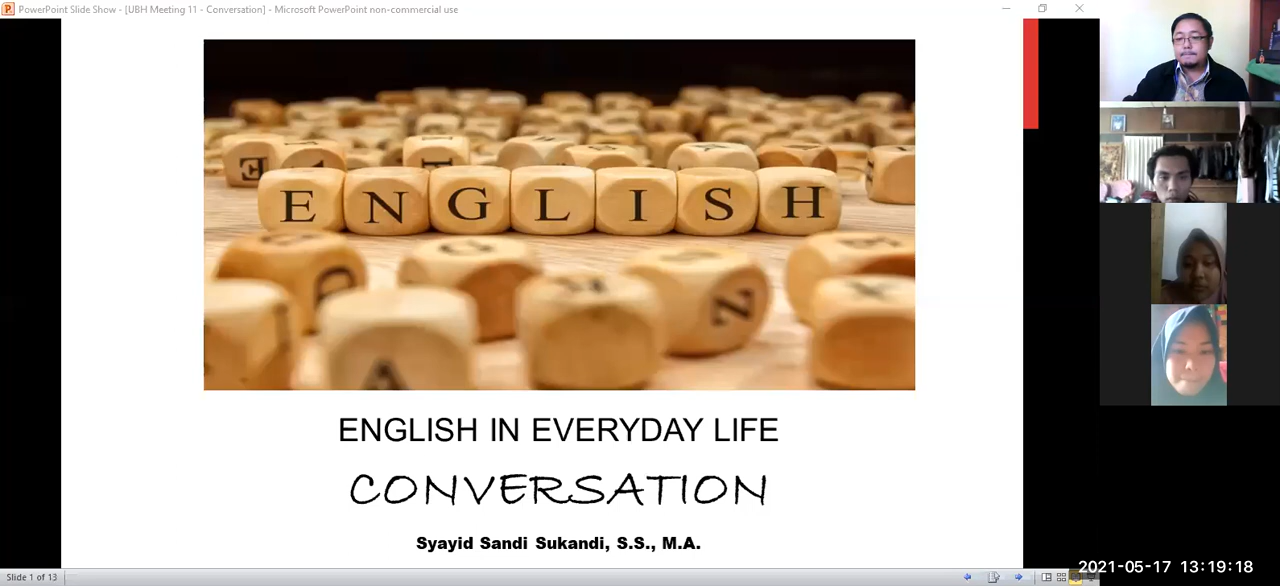 PowerPoint Slide Show - [UBH Meeting 11 - Conversation] - Microsoft PowerPoint non-commercial use
ENGLISH
ENGLISH IN EVERYDAY LIFE
CONVERSATION
Syayid Sandi Sukandi, S.S., M.A.
Slide 1 of 13
2021-05-17 13:19:18